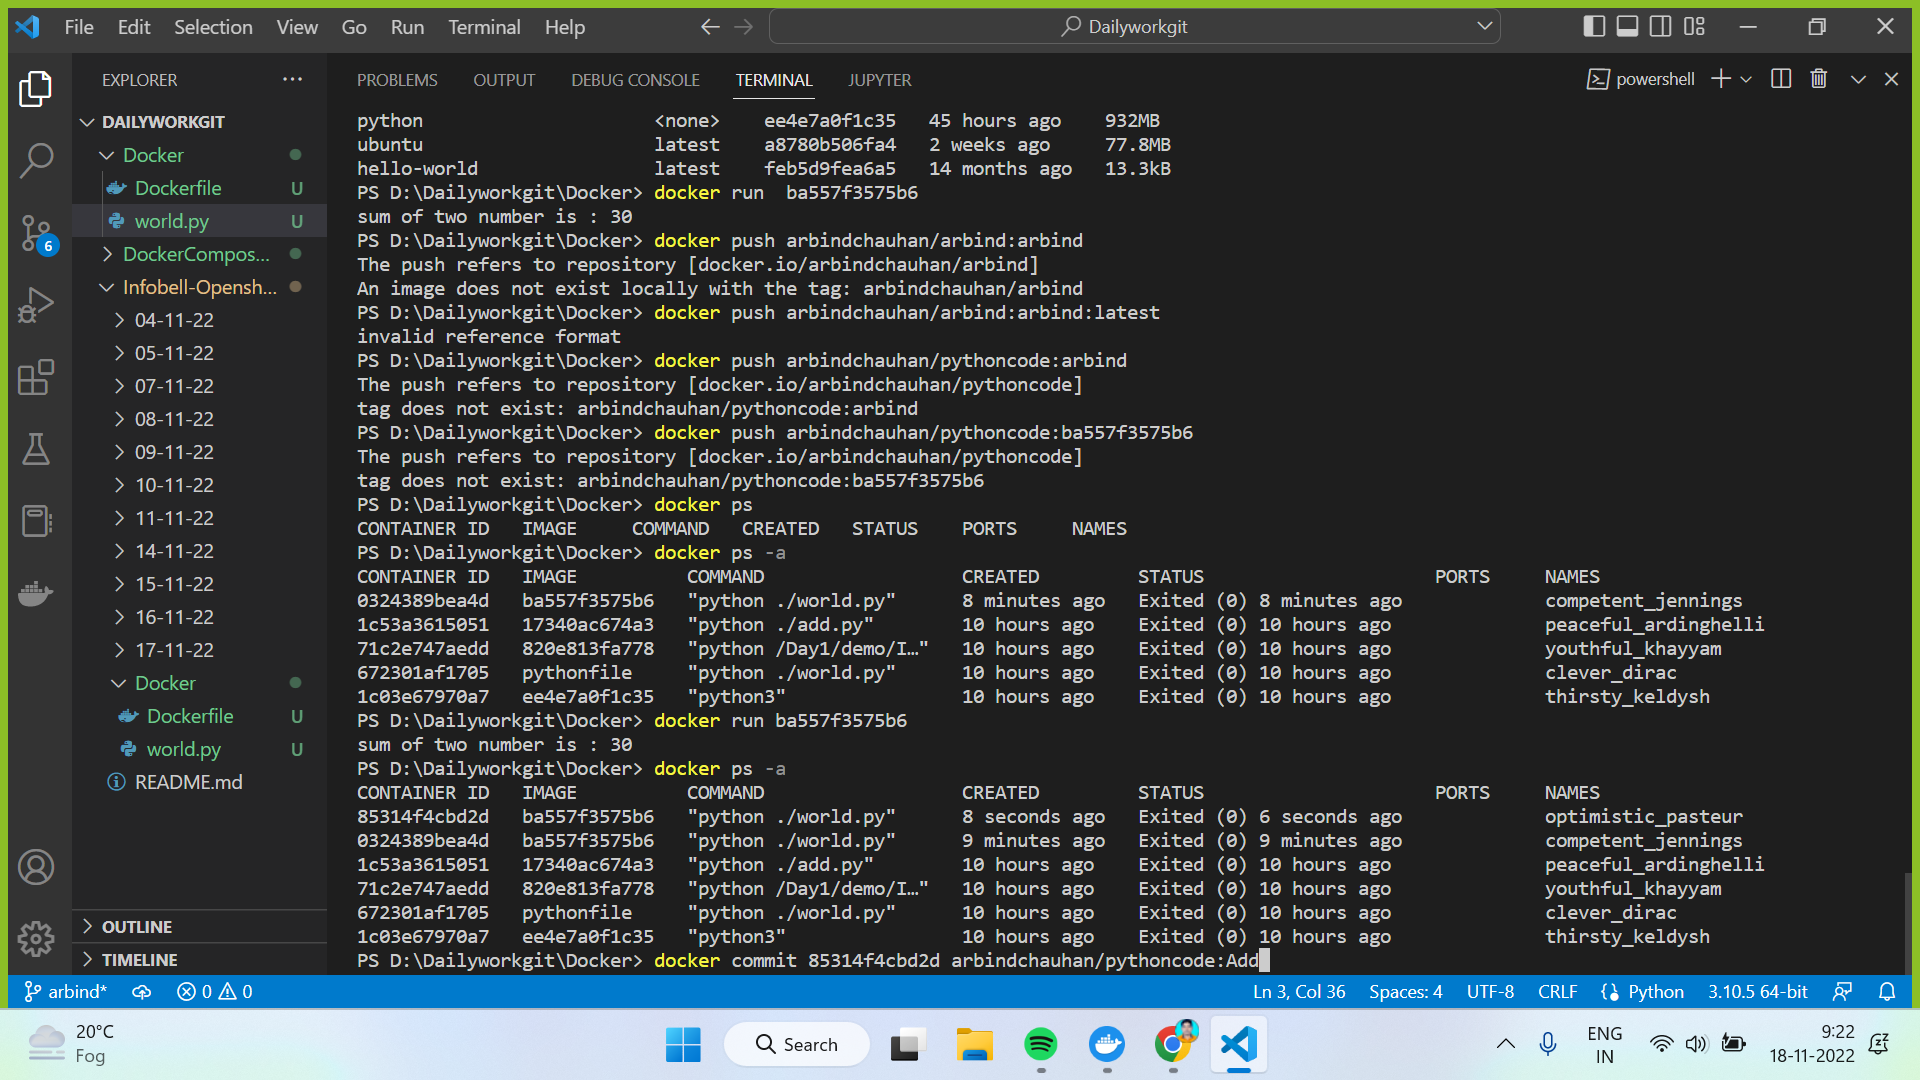 File Edit Selection View Go Run Terminal Help
Dailyworkgit
EXPLORER
DAILYWORKGIT
Docker
Dockerfile U
world.py U
6
DockerCompos...
Infobell-Opensh...
04-11-22
05-11-22
07-11-22
08-11-22
09-11-22
10-11-22
11-11-22
14-11-22
15-11-22
16-11-22
17-11-22
Docker
Dockerfile U
world.py U
README.md
OUTLINE
TIMELINE
PROBLEMS OUTPUT DEBUG CONSOLE TERMINAL JUPYTER
powershell
python <none> ee4e7a0f1c35 45 hours ago 932MB
ubuntu latest a8780b506fa4 2 weeks ago 77.8MB
hello-world latest feb5d9fea6a5 14 months ago 13.3kB
PS D:\Dailyworkgit\Docker> docker run  ba557f3575b6
sum of two number is : 30
PS D:\Dailyworkgit\Docker> docker push arbindchauhan/arbind:arbind
The push refers to repository [docker.io/arbindchauhan/arbind]
An image does not exist locally with the tag: arbindchauhan/arbind
PS D:\Dailyworkgit\Docker> docker push arbindchauhan/arbind:arbind:latest
invalid reference format
PS D:\Dailyworkgit\Docker> docker push arbindchauhan/pythoncode:arbind
The push refers to repository [docker.io/arbindchauhan/pythoncode]
tag does not exist: arbindchauhan/pythoncode:arbind
PS D:\Dailyworkgit\Docker> docker push arbindchauhan/pythoncode:ba557f3575b6
The push refers to repository [docker.io/arbindchauhan/pythoncode]
tag does not exist: arbindchauhan/pythoncode:ba557f3575b6
PS D:\Dailyworkgit\Docker> docker ps
CONTAINER ID IMAGE COMMAND CREATED STATUS PORTS NAMES
PS D:\Dailyworkgit\Docker> docker ps -a
CONTAINER ID IMAGE COMMAND CREATED STATUS PORTS NAMES
0324389bea4d ba557f3575b6 "python ./world.py" 8 minutes ago Exited (0) 8 minutes ago competent_jennings
1c53a3615051 17340ac674a3 "python ./add.py" 10 hours ago Exited (0) 10 hours ago peaceful_ardinghelli
71c2e747aedd 820e813fa778 "python /Day1/demo/I…" 10 hours ago Exited (0) 10 hours ago youthful_khayyam
672301af1705 pythonfile "python ./world.py" 10 hours ago Exited (0) 10 hours ago clever_dirac
1c03e67970a7 ee4e7a0f1c35 "python3" 10 hours ago Exited (0) 10 hours ago thirsty_keldysh
PS D:\Dailyworkgit\Docker> docker run ba557f3575b6
sum of two number is : 30
PS D:\Dailyworkgit\Docker> docker ps -a
CONTAINER ID IMAGE COMMAND CREATED STATUS PORTS NAMES
85314f4cbd2d ba557f3575b6 "python ./world.py" 8 seconds ago Exited (0) 6 seconds ago optimistic_pasteur
0324389bea4d ba557f3575b6 "python ./world.py" 9 minutes ago Exited (0) 9 minutes ago competent_jennings
1c53a3615051 17340ac674a3 "python ./add.py" 10 hours ago Exited (0) 10 hours ago peaceful_ardinghelli
71c2e747aedd 820e813fa778 "python /Day1/demo/I…" 10 hours ago Exited (0) 10 hours ago youthful_khayyam
672301af1705 pythonfile "python ./world.py" 10 hours ago Exited (0) 10 hours ago clever_dirac
1c03e67970a7 ee4e7a0f1c35 "python3" 10 hours ago Exited (0) 10 hours ago thirsty_keldysh
PS D:\Dailyworkgit\Docker> docker commit 85314f4cbd2d arbindchauhan/pythoncode:Add
arbind* 0 0 Ln 3, Col 36 Spaces: 4 UTF-8 CRLF Python 3.10.5 64-bit
20°C
Fog
Search
ENG
IN
9:22
18-11-2022